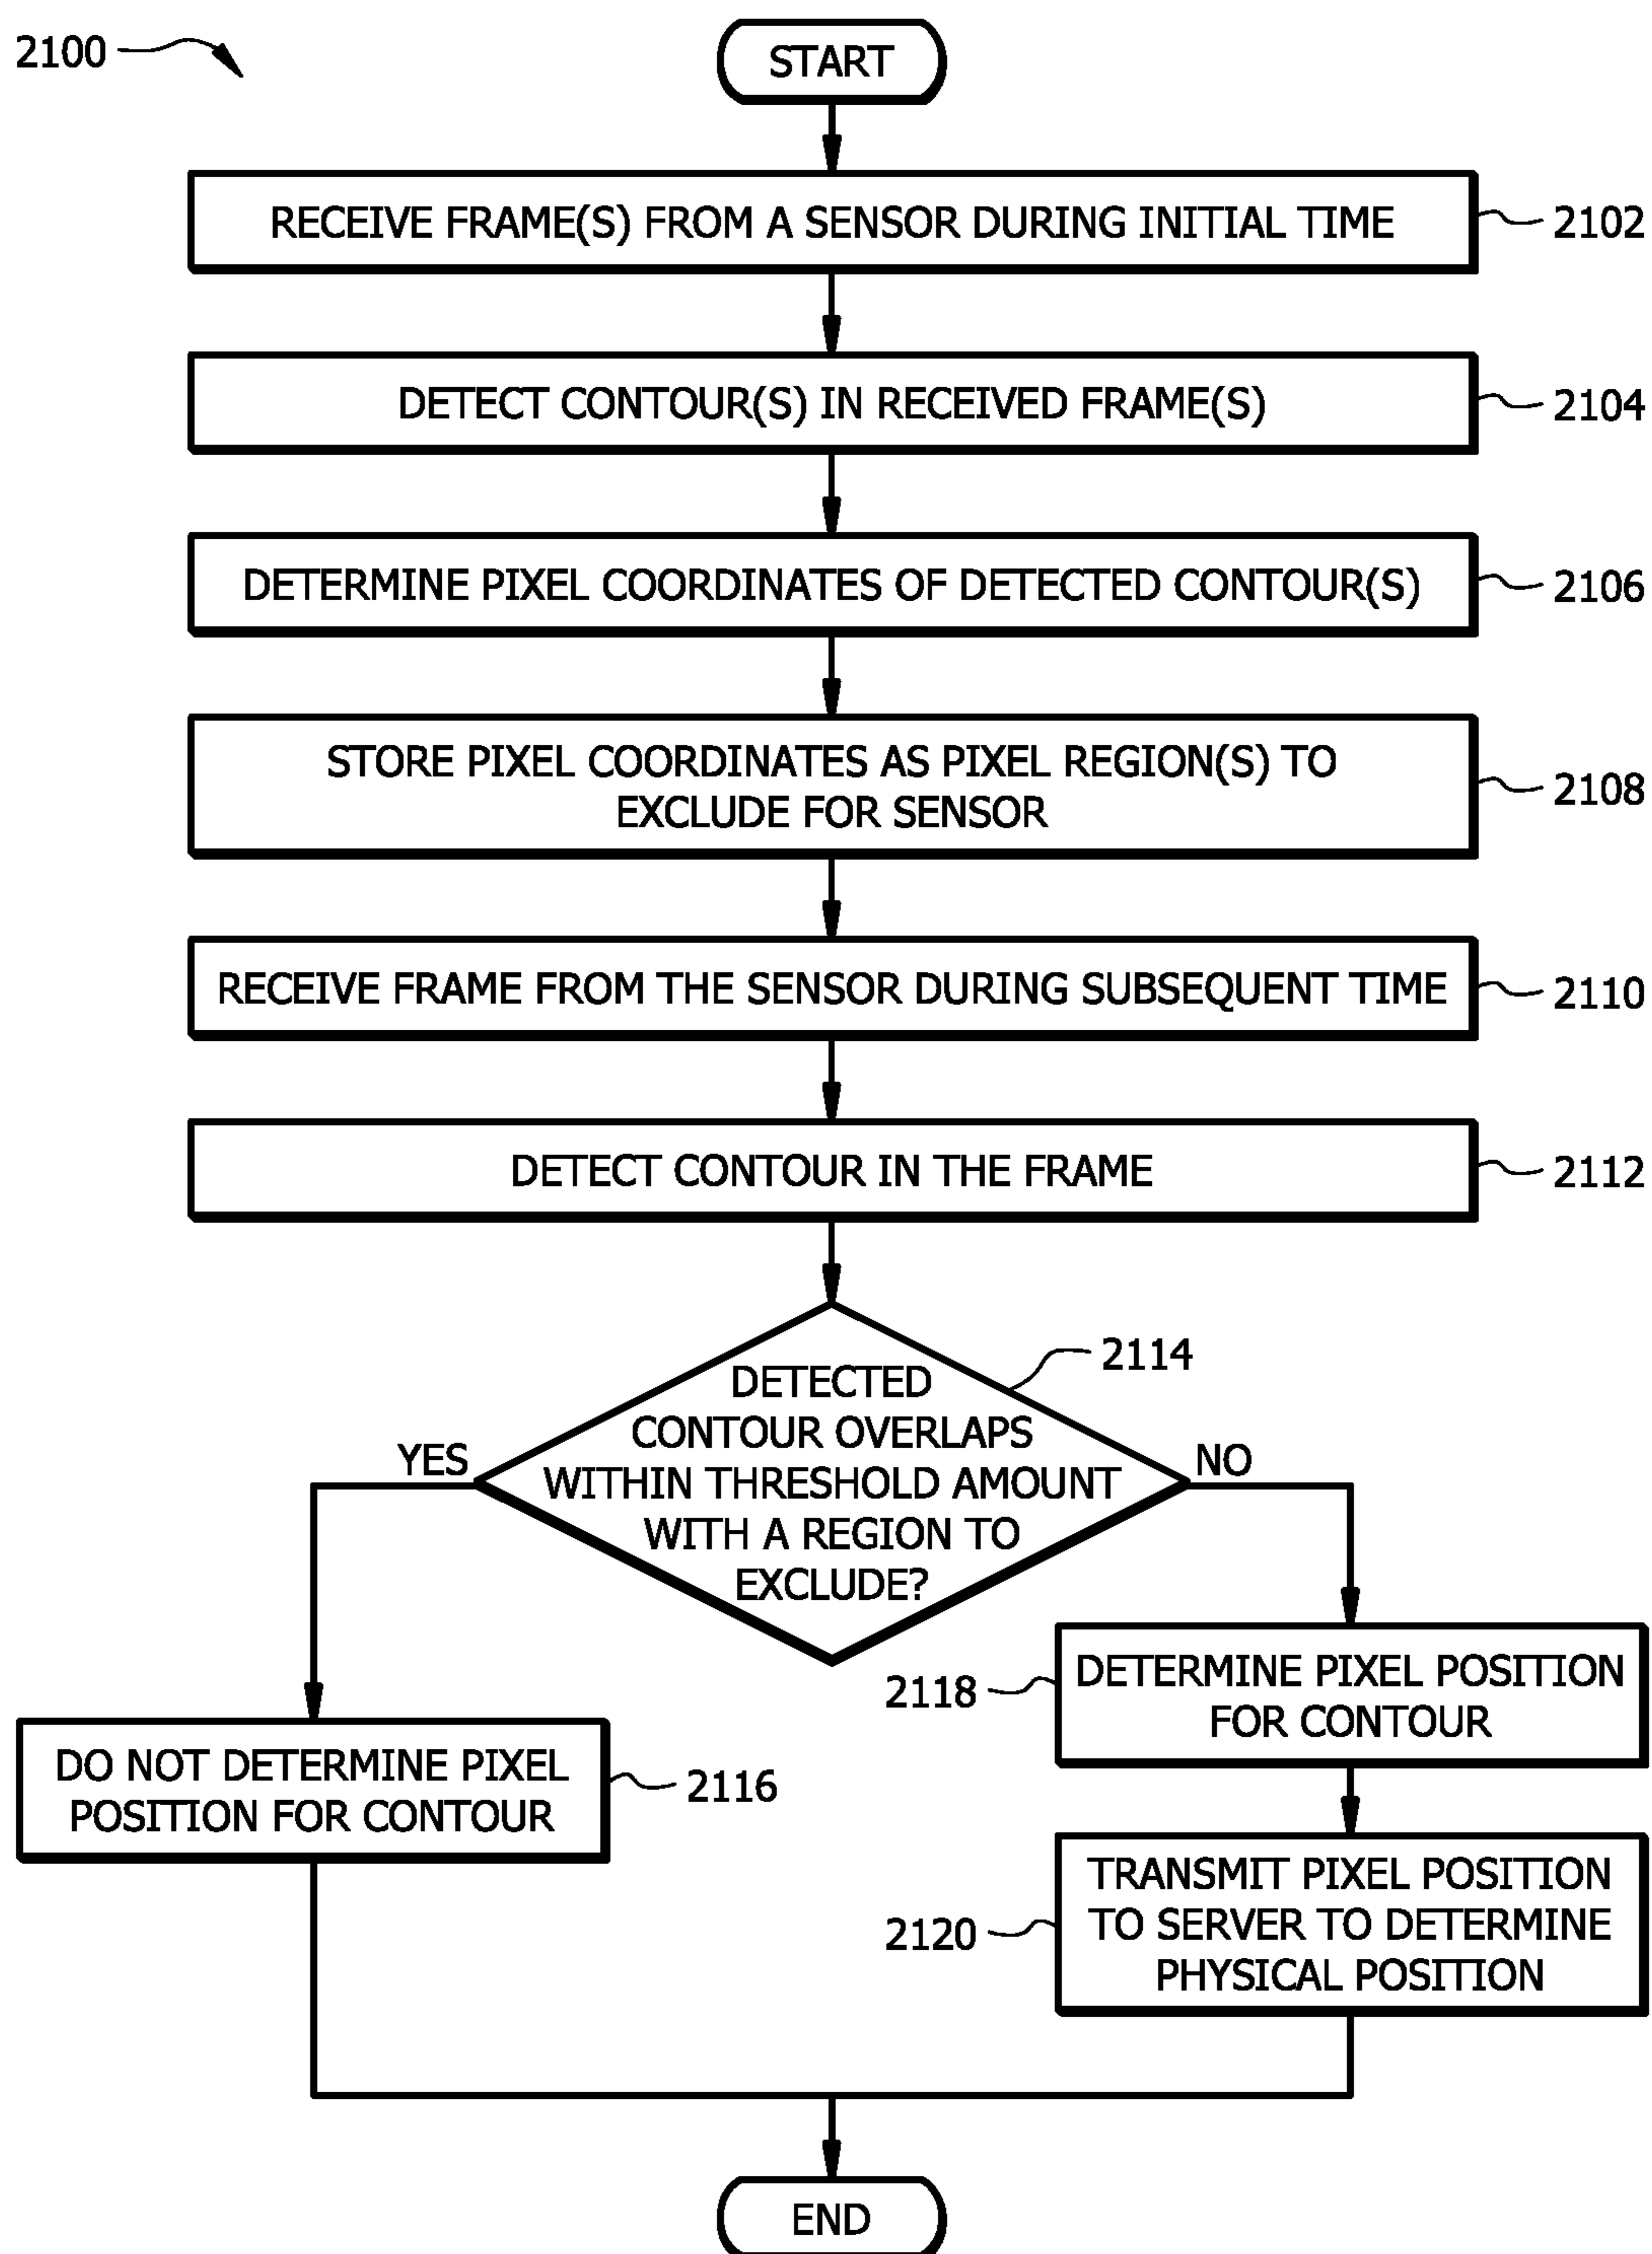 2100
START
RECEIVE FRAME(S) FROM A SENSOR DURING INITIAL TIME
2102
DETECT CONTOUR(S) IN RECEIVED FRAME(S)
2104
DETERMINE PIXEL COORDINATES OF DETECTED CONTOUR(S)
2106
STORE PIXEL COORDINATES AS PIXEL REGION(S) TO
EXCLUDE FOR SENSOR
2108
RECEIVE FRAME FROM THE SENSOR DURING SUBSEQUENT TIME
2110
DETECT CONTOUR IN THE FRAME
2112
DETECTED
CONTOUR OVERLAPS
WITHIN THRESHOLD AMOUNT
WITH A REGION TO
EXCLUDE?
2114
YES
NO
DO NOT DETERMINE PIXEL
POSITION FOR CONTOUR
2116
DETERMINE PIXEL POSITION
FOR CONTOUR
2118
TRANSMIT PIXEL POSITION
TO SERVER TO DETERMINE
PHYSICAL POSITION
2120
END